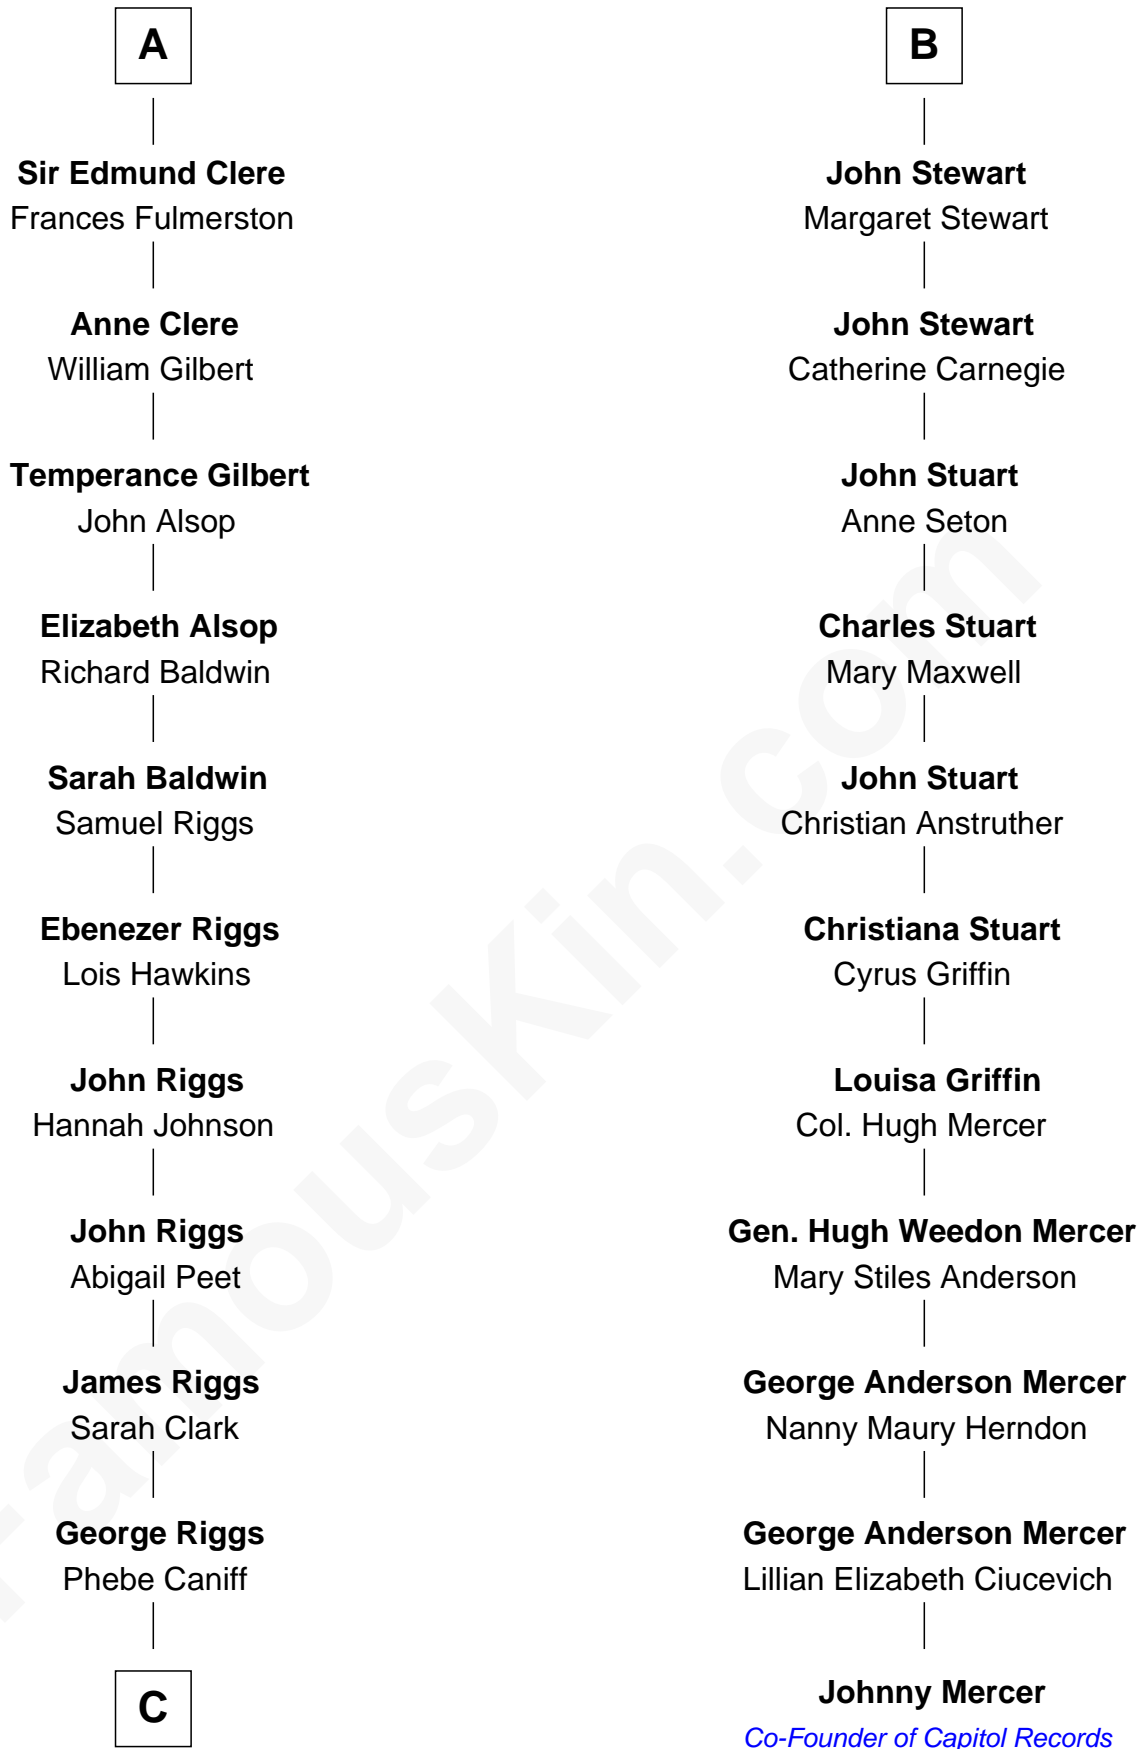 A
Sir Edmund Clere
Frances Fulmerston
Anne Clere
William Gilbert
Temperance Gilbert
John Alsop
Elizabeth Alsop
Richard Baldwin
Sarah Baldwin
Samuel Riggs
Ebenezer Riggs
Lois Hawkins
John Riggs
Hannah Johnson
John Riggs
Abigail Peet
James Riggs
Sarah Clark
George Riggs
Phebe Caniff
C
B
John Stewart
Margaret Stewart
John Stewart
Catherine Carnegie
John Stuart
Anne Seton
Charles Stuart
Mary Maxwell
John Stuart
Christian Anstruther
Christiana Stuart
Cyrus Griffin
Louisa Griffin
Col. Hugh Mercer
Gen. Hugh Weedon Mercer
Mary Stiles Anderson
George Anderson Mercer
Nanny Maury Herndon
George Anderson Mercer
Lillian Elizabeth Ciucevich
Johnny Mercer
Co-Founder of Capitol Records
FamousKin.com